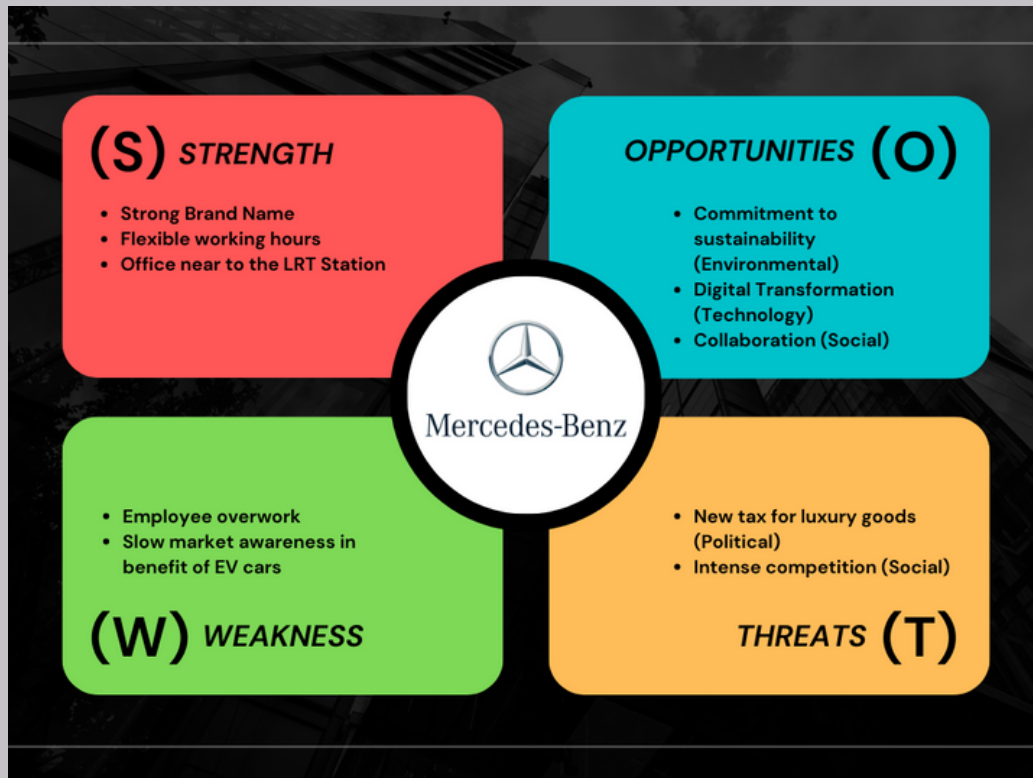 (S) STRENGTH
• Strong Brand Name
• Flexible working hours
• Office near to the LRT Station
OPPORTUNITIES (O)
• Commitment to
sustainability
(Environmental)
• Digital Transformation
(Technology)
• Collaboration (Social)
Mercedes-Benz
• Employee overwork
• Slow market awareness in
benefit of EV cars
(W) WEAKNESS
• New tax for luxury goods
(Political)
• Intense competition (Social)
THREATS (T)